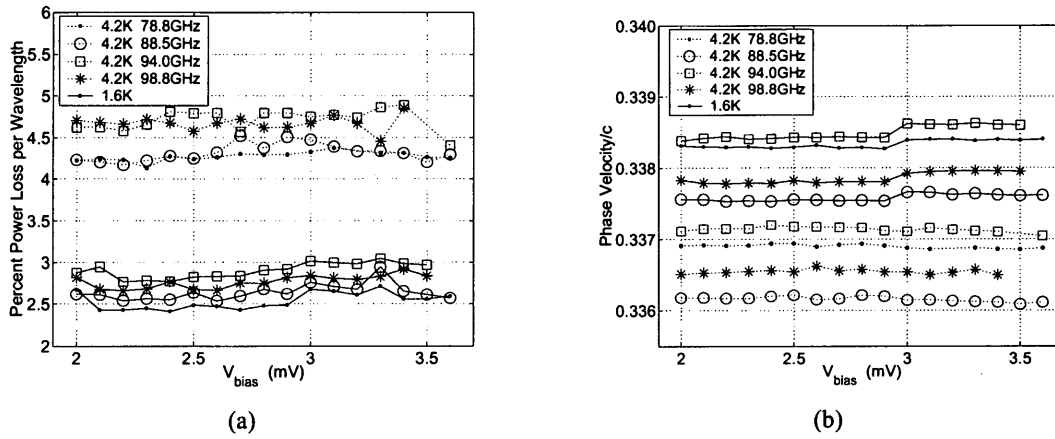 6
5.5
5
4.5
4
3.5
3
2.5
2
Percent Power Loss per Wavelength
4.2K 78.8GHz
4.2K 88.5GHz
4.2K 94.0GHz
4.2K 98.8GHz
1.6K
2 2.5 3 3.5
V_bias (mV)
(a)
0.340
0.339
0.338
0.337
0.336
Phase Velocity/c
4.2K 78.8GHz
4.2K 88.5GHz
4.2K 94.0GHz
4.2K 98.8GHz
1.6K
2 2.5 3 3.5
V_bias (mV)
(b)